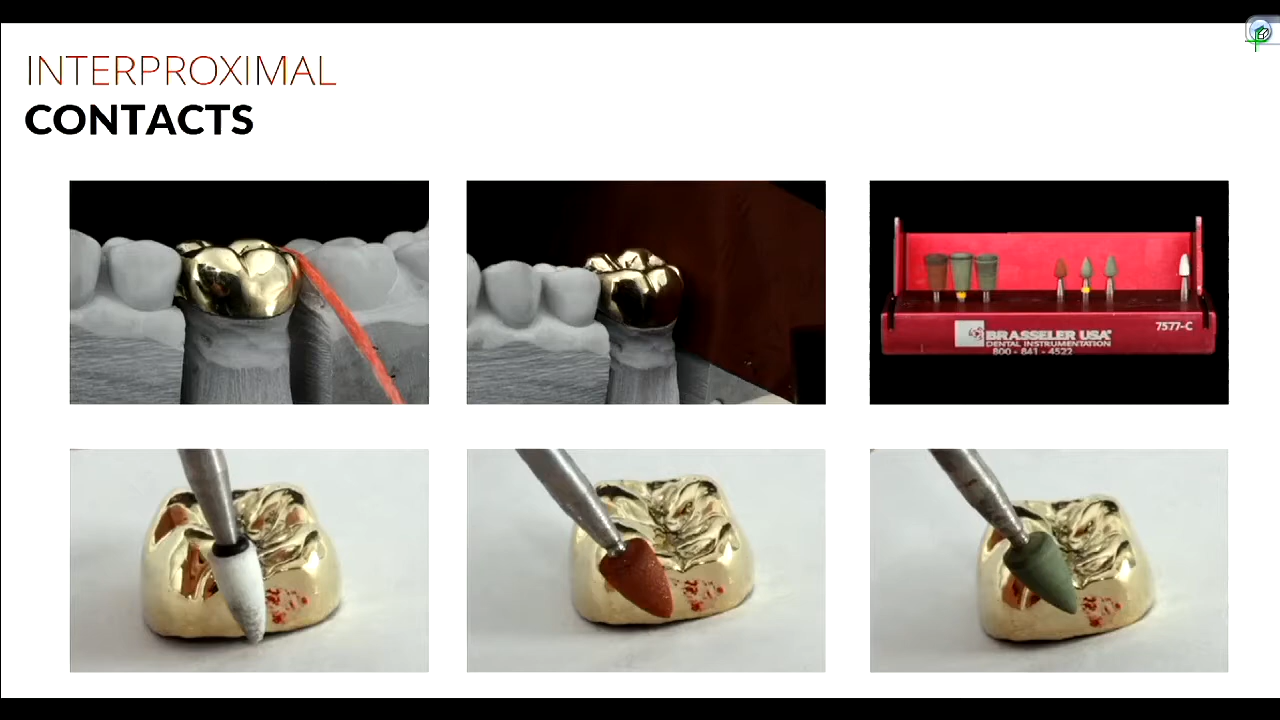 INTERPROXIMAL
CONTACTS
BRASSELER USA
7577-C
DENTAL INSTRUMENTATION
800 - 841 - 4522